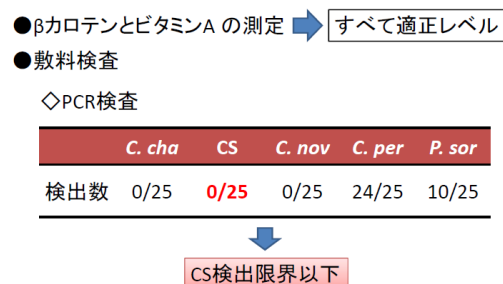 ●βカロテンとビタミンA の測定 すべて適正レベル
●敷料検査
◇PCR検査
C. cha CS C. nov C. per P. sor
検出数 0/25 0/25 0/25 24/25 10/25
CS検出限界以下